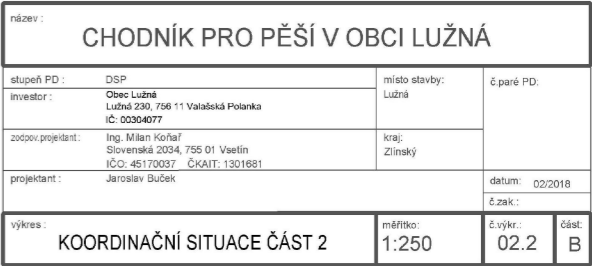 název :
CHODNÍK PRO PĚŠÍ V OBCI LUŽNÁ
stupeň PD : DSP
místo stavby:
č.paré PD:
investor : Obec Lužná
Lužná
Lužná 230, 756 11 Valašská Polanka
IČ: 00304077
zodpov.projektant : Ing. Milan Koňař
kraj:
Slovenská 2034, 755 01 Vsetín
Zlínský
IČO: 45170037 ČKAIT: 1301681
projektant : Jaroslav Buček
datum: 02/2018
č.zak.:
výkres :
KOORDINAČNÍ SITUACE ČÁST 2
měřítko:
1:250
č.výkr.:
02.2
část:
B